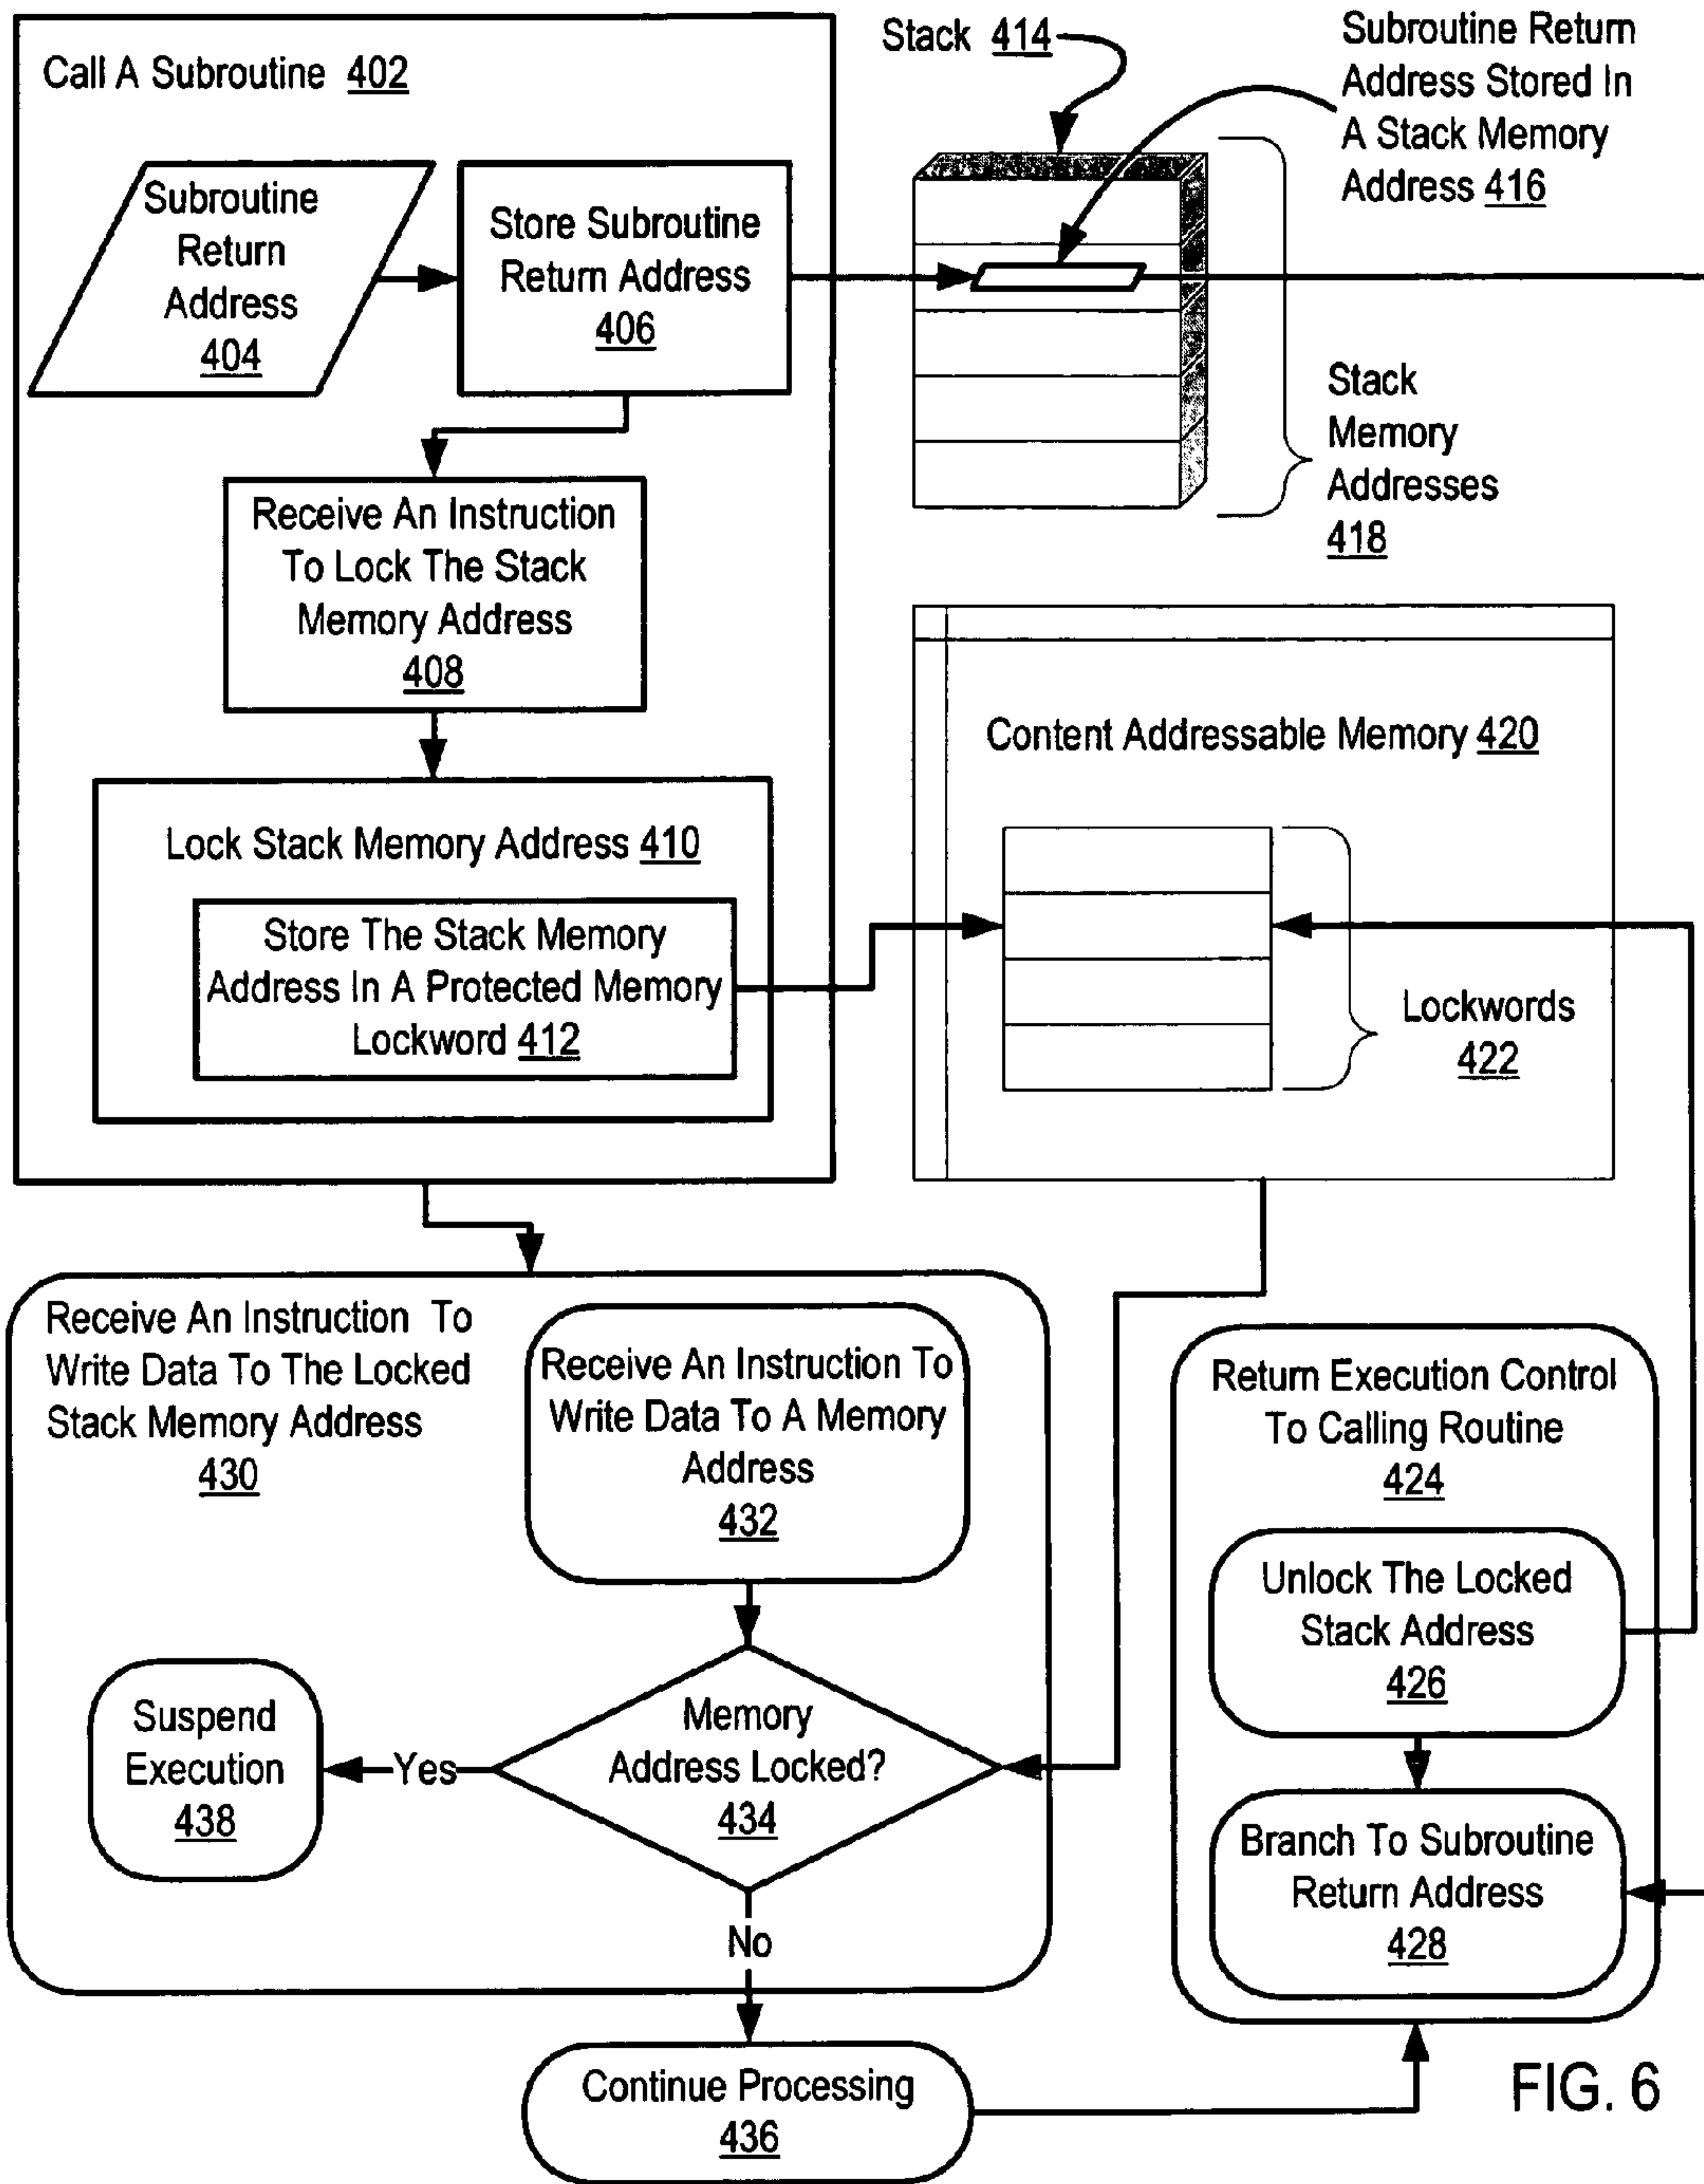 Call A Subroutine 402
Subroutine
Return
Address
404
Store Subroutine
Return Address
406
Receive An Instruction
To Lock The Stack
Memory Address
408
Lock Stack Memory Address 410
Store The Stack Memory
Address In A Protected Memory
Lockword 412
Stack 414
Subroutine Return
Address Stored In
A Stack Memory
Address 416
Stack
Memory
Addresses
418
Content Addressable Memory 420
Lockwords
422
Receive An Instruction To
Write Data To The Locked
Stack Memory Address
430
Receive An Instruction To
Write Data To A Memory
Address
432
Memory
Address Locked?
434
Yes
Suspend
Execution
438
No
Continue Processing
436
Return Execution Control
To Calling Routine
424
Unlock The Locked
Stack Address
426
Branch To Subroutine
Return Address
428
FIG. 6